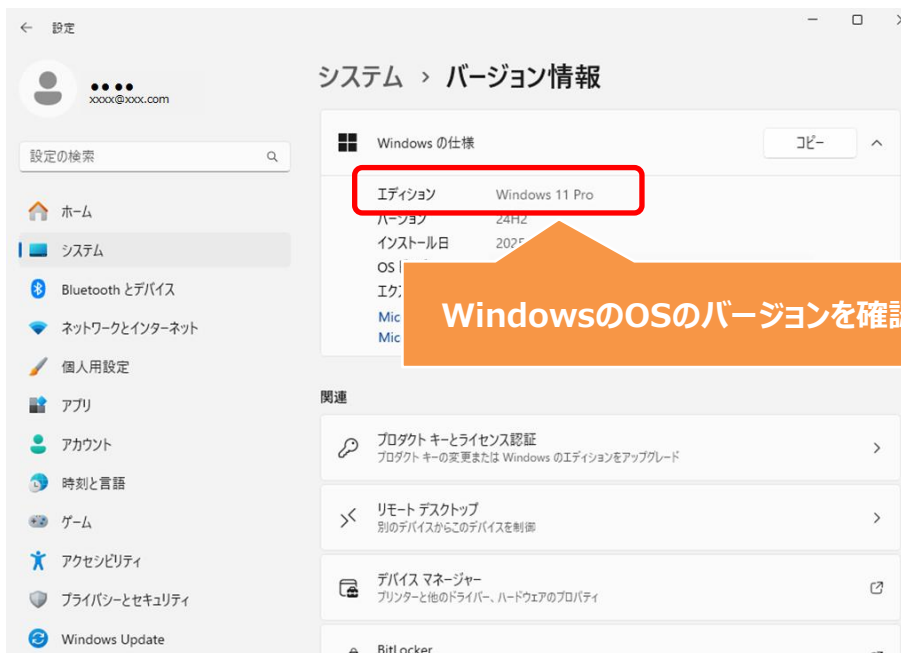 ← 設定
●● ●●
xxxx@xxx.com
設定の検索
ホーム
システム
Bluetooth とデバイス
ネットワークとインターネット
個人用設定
アプリ
アカウント
時刻と言語
ゲーム
アクセシビリティ
プライバシーとセキュリティ
Windows Update
システム › バージョン情報
Windows の仕様
コピー
エディション Windows 11 Pro
バージョン 24H2
インストール日 2025
OS
エク
Mic
Mic
WindowsのOSのバージョンを確認
関連
プロダクト キーとライセンス認証
プロダクト キーの変更または Windows のエディションをアップグレード
リモート デスクトップ
別のデバイスからこのデバイスを制御
デバイス マネージャー
プリンターと他のドライバー、ハードウェアのプロパティ
BitLocker